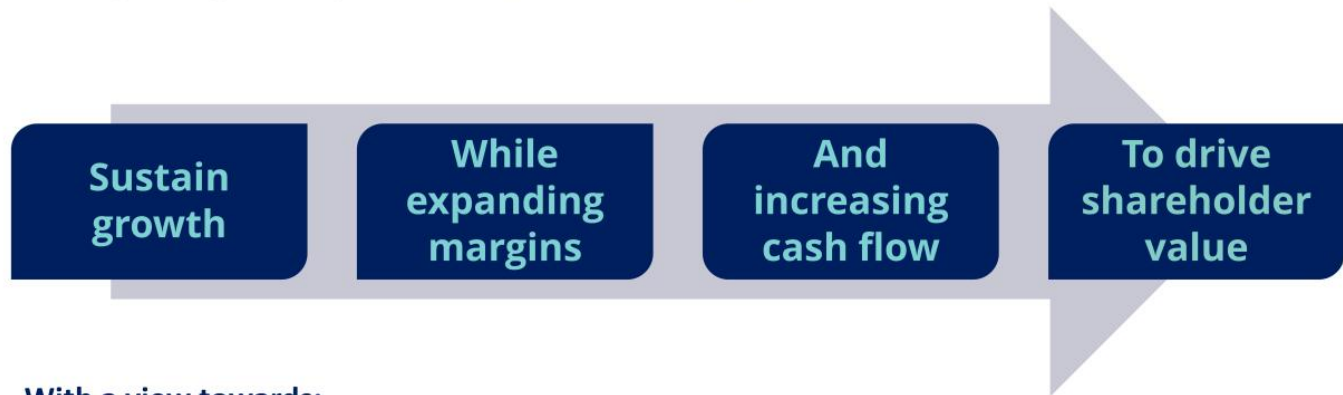 Sustain
growth
While
expanding
margins
And
increasing
cash flow
To drive
shareholder
value
With a view towards: